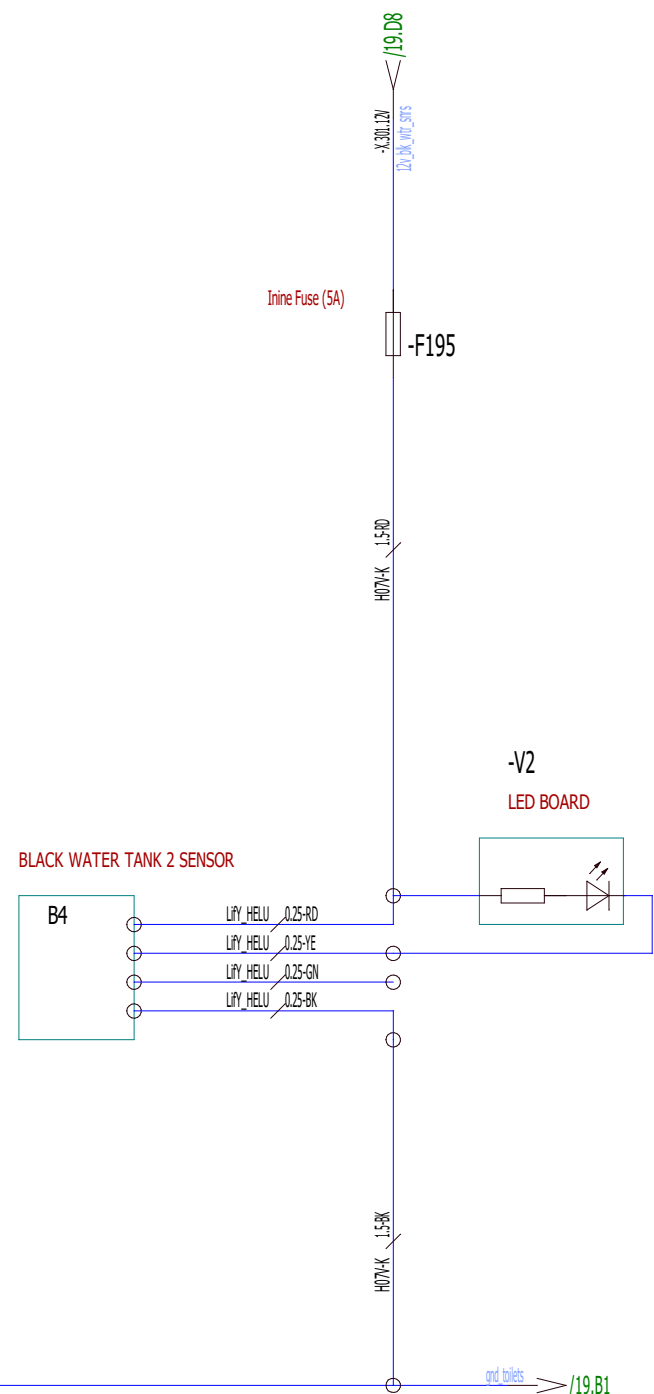 /19.D8
-X301.12V
12v_blk_wtr_snrs
Inine Fuse (5A)
-F195
H07V-K 1.5-RD
-V2
LED BOARD
BLACK WATER TANK 2 SENSOR
B4
LifY_HELU 0.25-RD
LifY_HELU 0.25-YE
LifY_HELU 0.25-GN
LifY_HELU 0.25-BK
H07V-K 1.5-BK
gnd_toilets
/19.B1